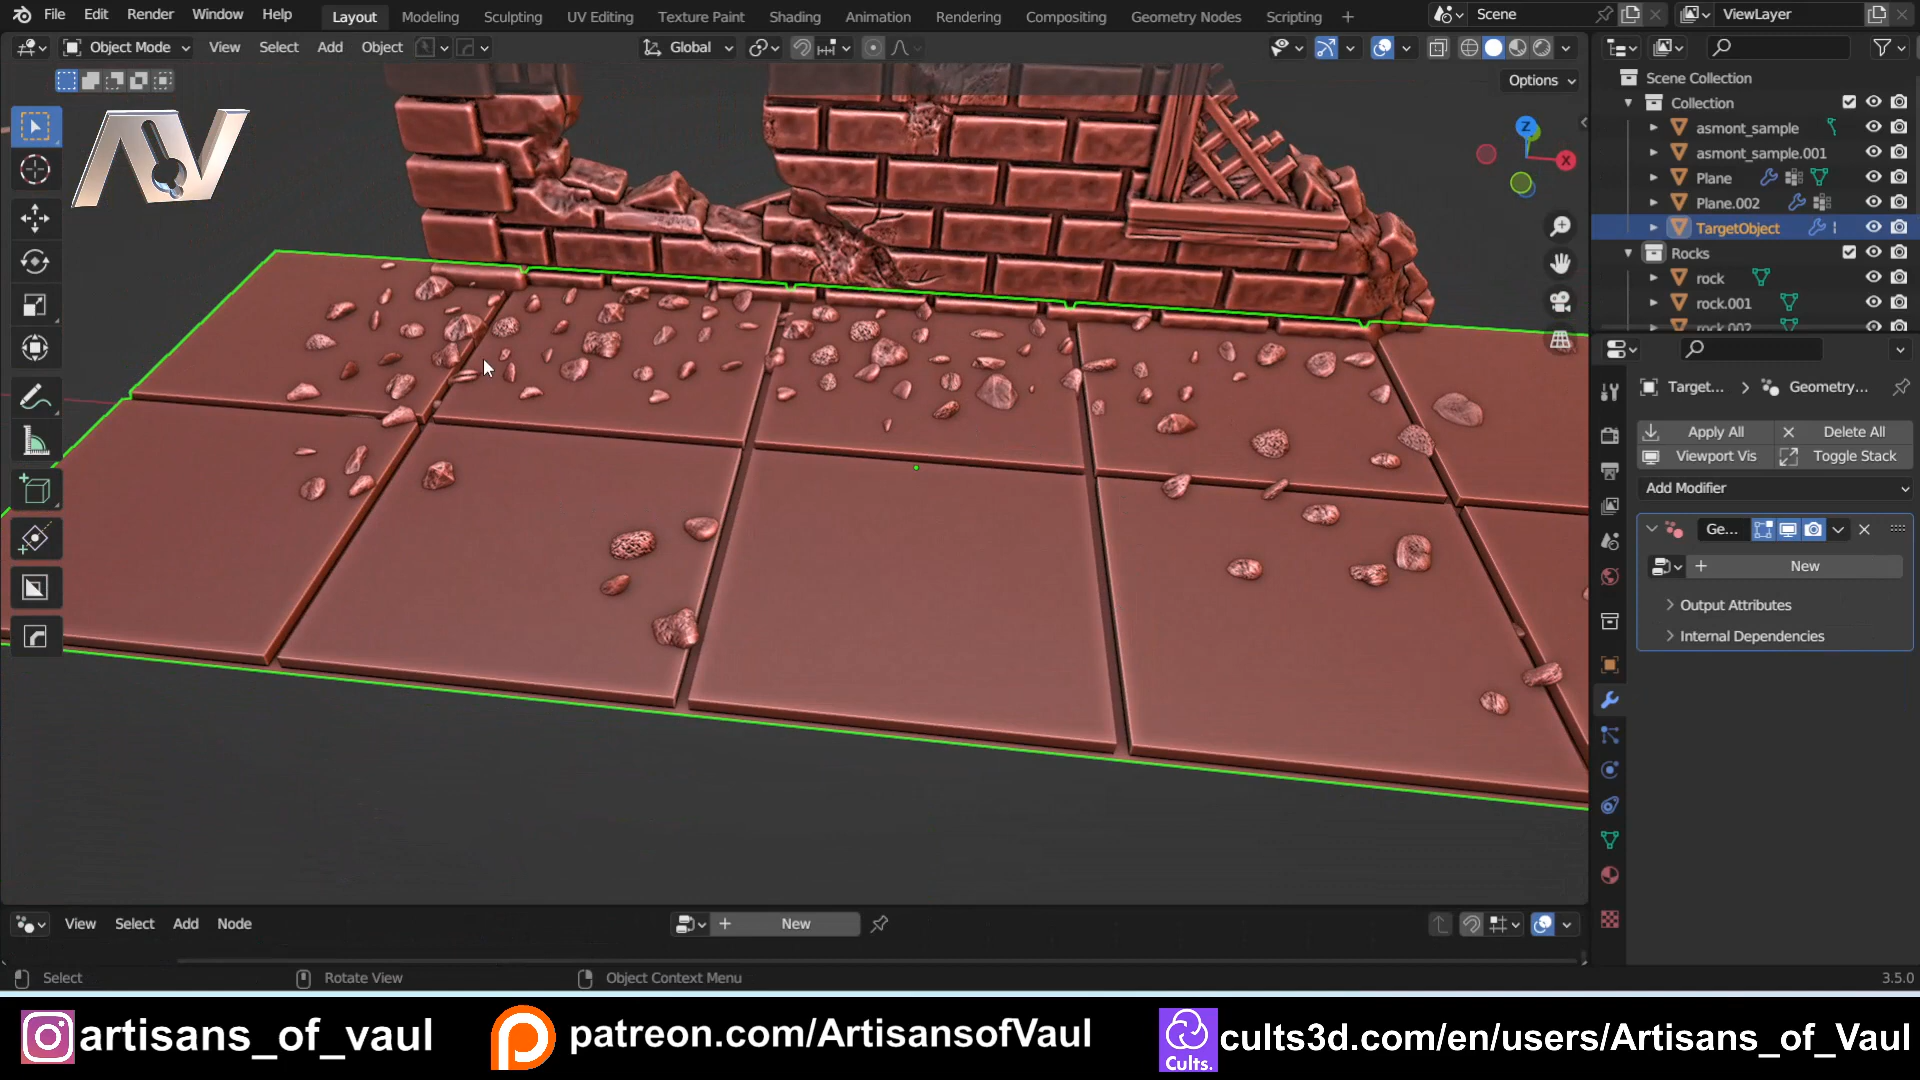 File Edit Render Window Help Layout Modeling Sculpting UV Editing Texture Paint Shading Animation Rendering Compositing Geometry Nodes Scripting + Scene ViewLayer
Object Mode View Select Add Object Global
Options
AV
Z
X
Scene Collection
Collection
asmont_sample
asmont_sample.001
Plane
Plane.002
TargetObject
Rocks
rock
rock.001
rock.002
Target... > Geometry...
Apply All Delete All
Viewport Vis Toggle Stack
Add Modifier
Ge...
+ New
Output Attributes
Internal Dependencies
View Select Add Node + New
Select Rotate View Object Context Menu 3.5.0
artisans_of_vaul patreon.com/ArtisansofVaul Cults. cults3d.com/en/users/Artisans_of_Vaul